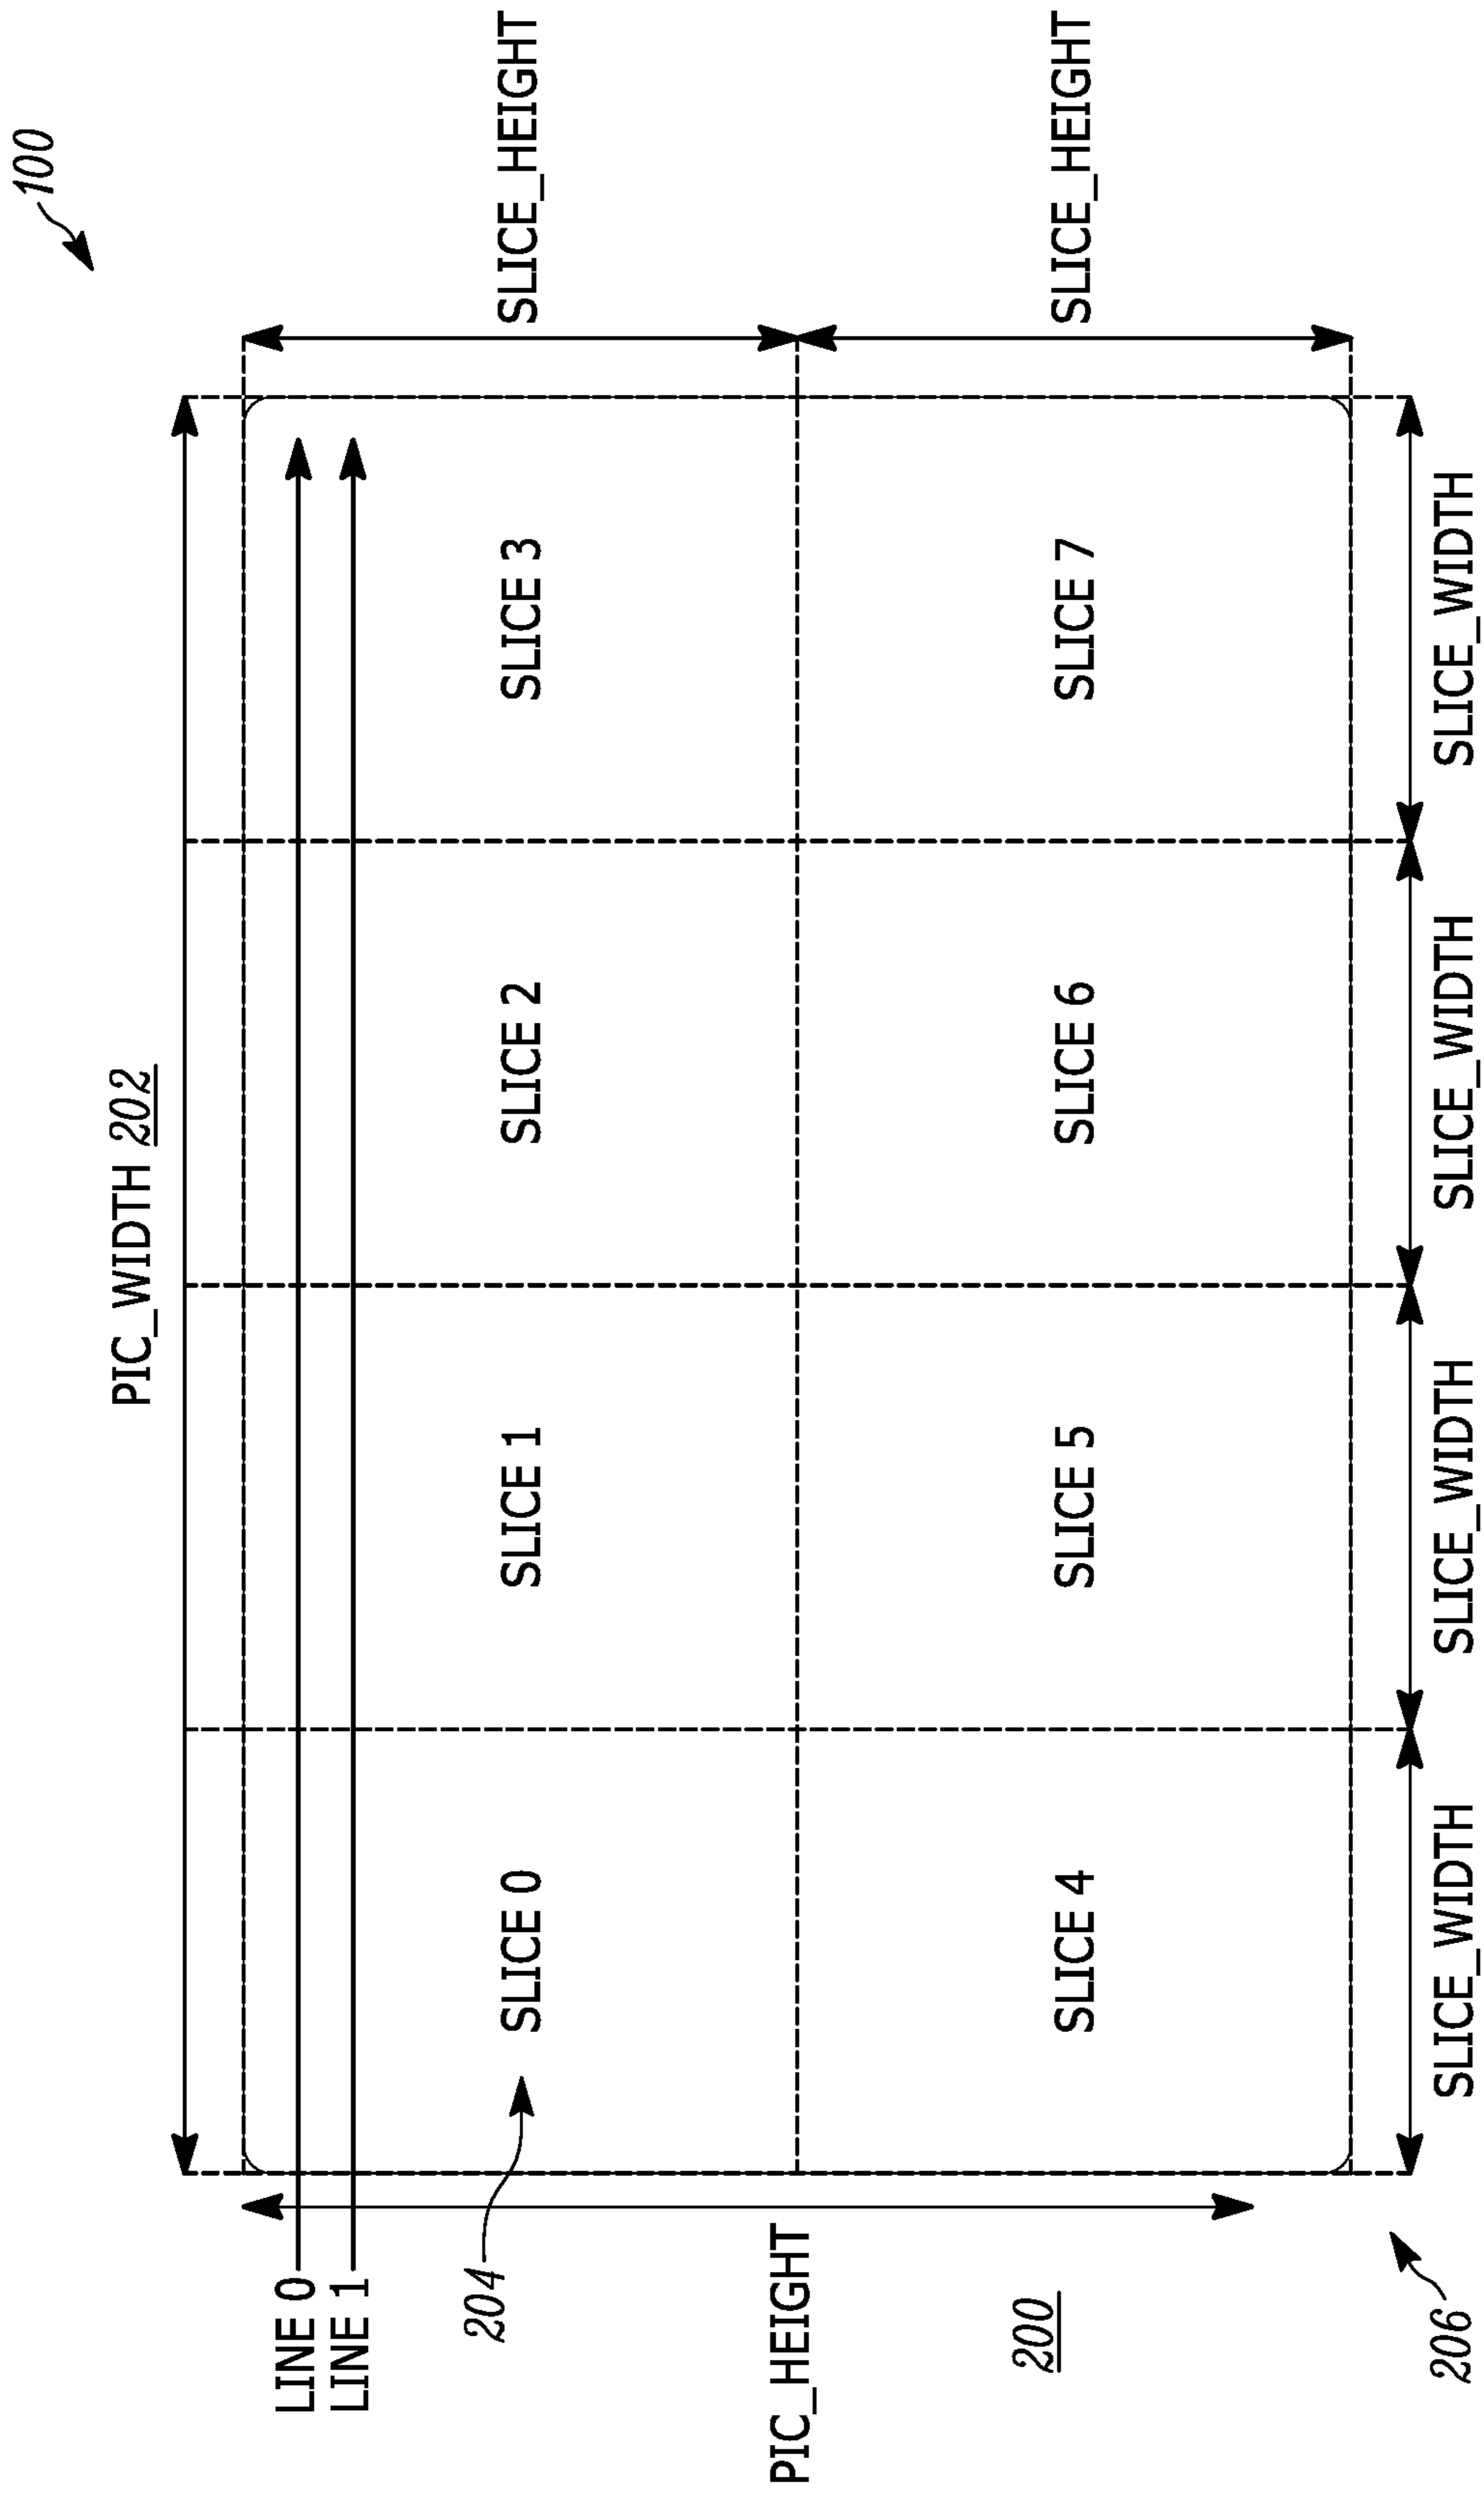 100
PIC_WIDTH 202
LINE 0
LINE 1
204
SLICE 0
SLICE 1
SLICE 2
SLICE 3
SLICE_HEIGHT
PIC_HEIGHT
200
SLICE 4
SLICE 5
SLICE 6
SLICE 7
SLICE_HEIGHT
206
SLICE_WIDTH
SLICE_WIDTH
SLICE_WIDTH
SLICE_WIDTH